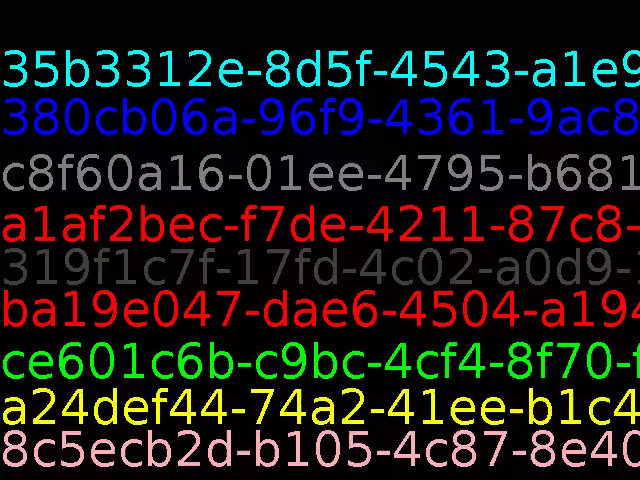 35b3312e-8d5f-4543-a1e9
380cb06a-96f9-4361-9ac8
c8f60a16-01ee-4795-b681
a1af2bec-f7de-4211-87c8-
319f1c7f-17fd-4c02-a0d9-1
ba19e047-dae6-4504-a194
ce601c6b-c9bc-4cf4-8f70-f
a24def44-74a2-41ee-b1c4
8c5ecb2d-b105-4c87-8e40